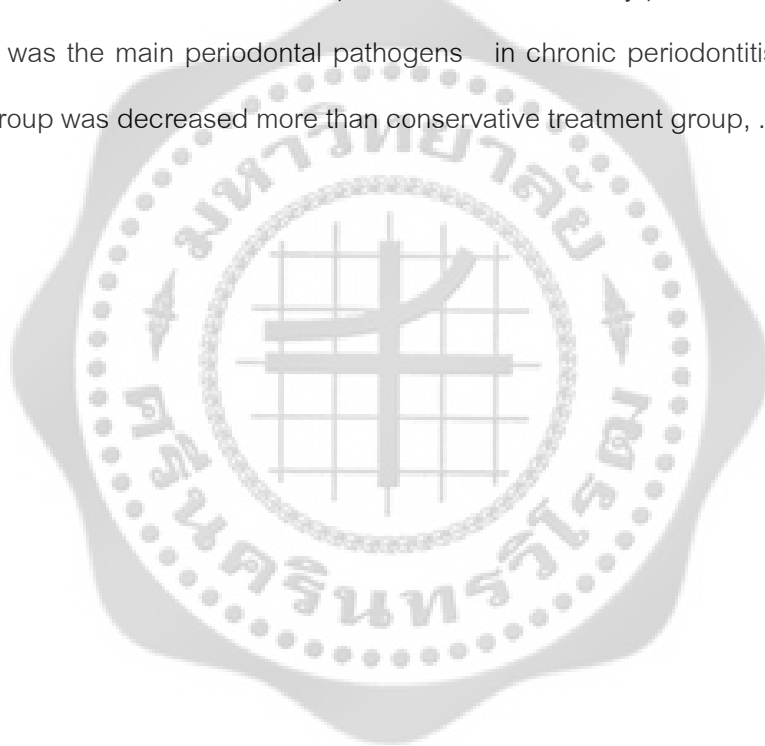 was the main periodontal pathogens in chronic periodontitis
roup was decreased more than conservative treatment group, .
มหาวิทยาลัย
ศรีนครินทรวิโรฒ